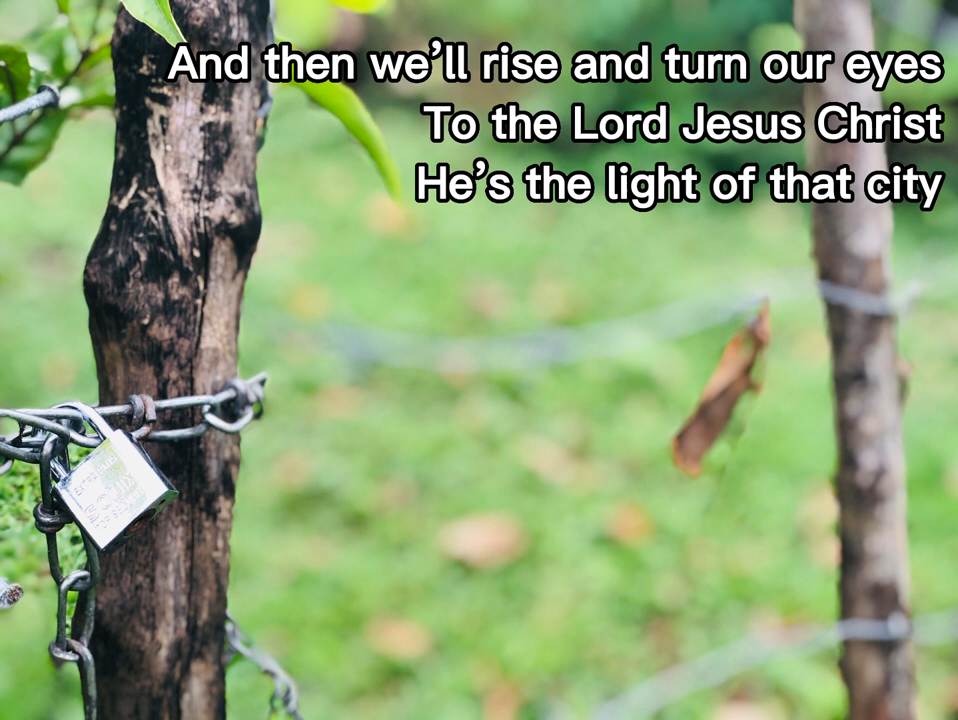 And then we’ll rise and turn our eyes
To the Lord Jesus Christ
He’s the light of that city